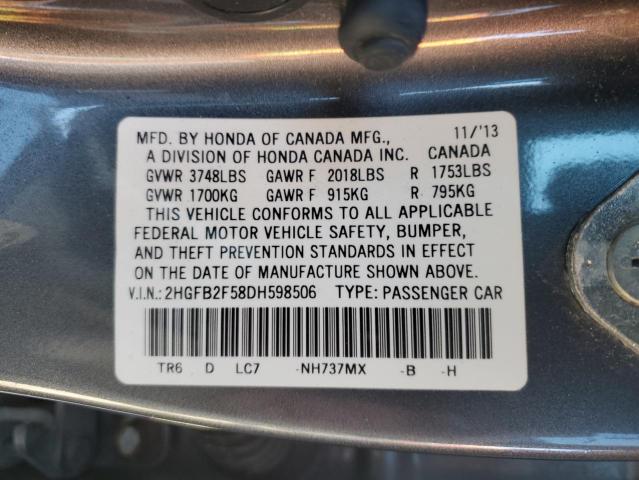 MFD. BY HONDA OF CANADA MFG., 11/'13
A DIVISION OF HONDA CANADA INC. CANADA
GVWR 3748LBS GAWR F 2018LBS R 1753LBS
GVWR 1700KG GAWR F 915KG R 795KG
THIS VEHICLE CONFORMS TO ALL APPLICABLE
FEDERAL MOTOR VEHICLE SAFETY, BUMPER,
AND THEFT PREVENTION STANDARDS IN EFFECT
ON THE DATE OF MANUFACTURE SHOWN ABOVE.
V.I.N.: 2HGFB2F58DH598506 TYPE: PASSENGER CAR
TR6 D LC7 -NH737MX -B -H